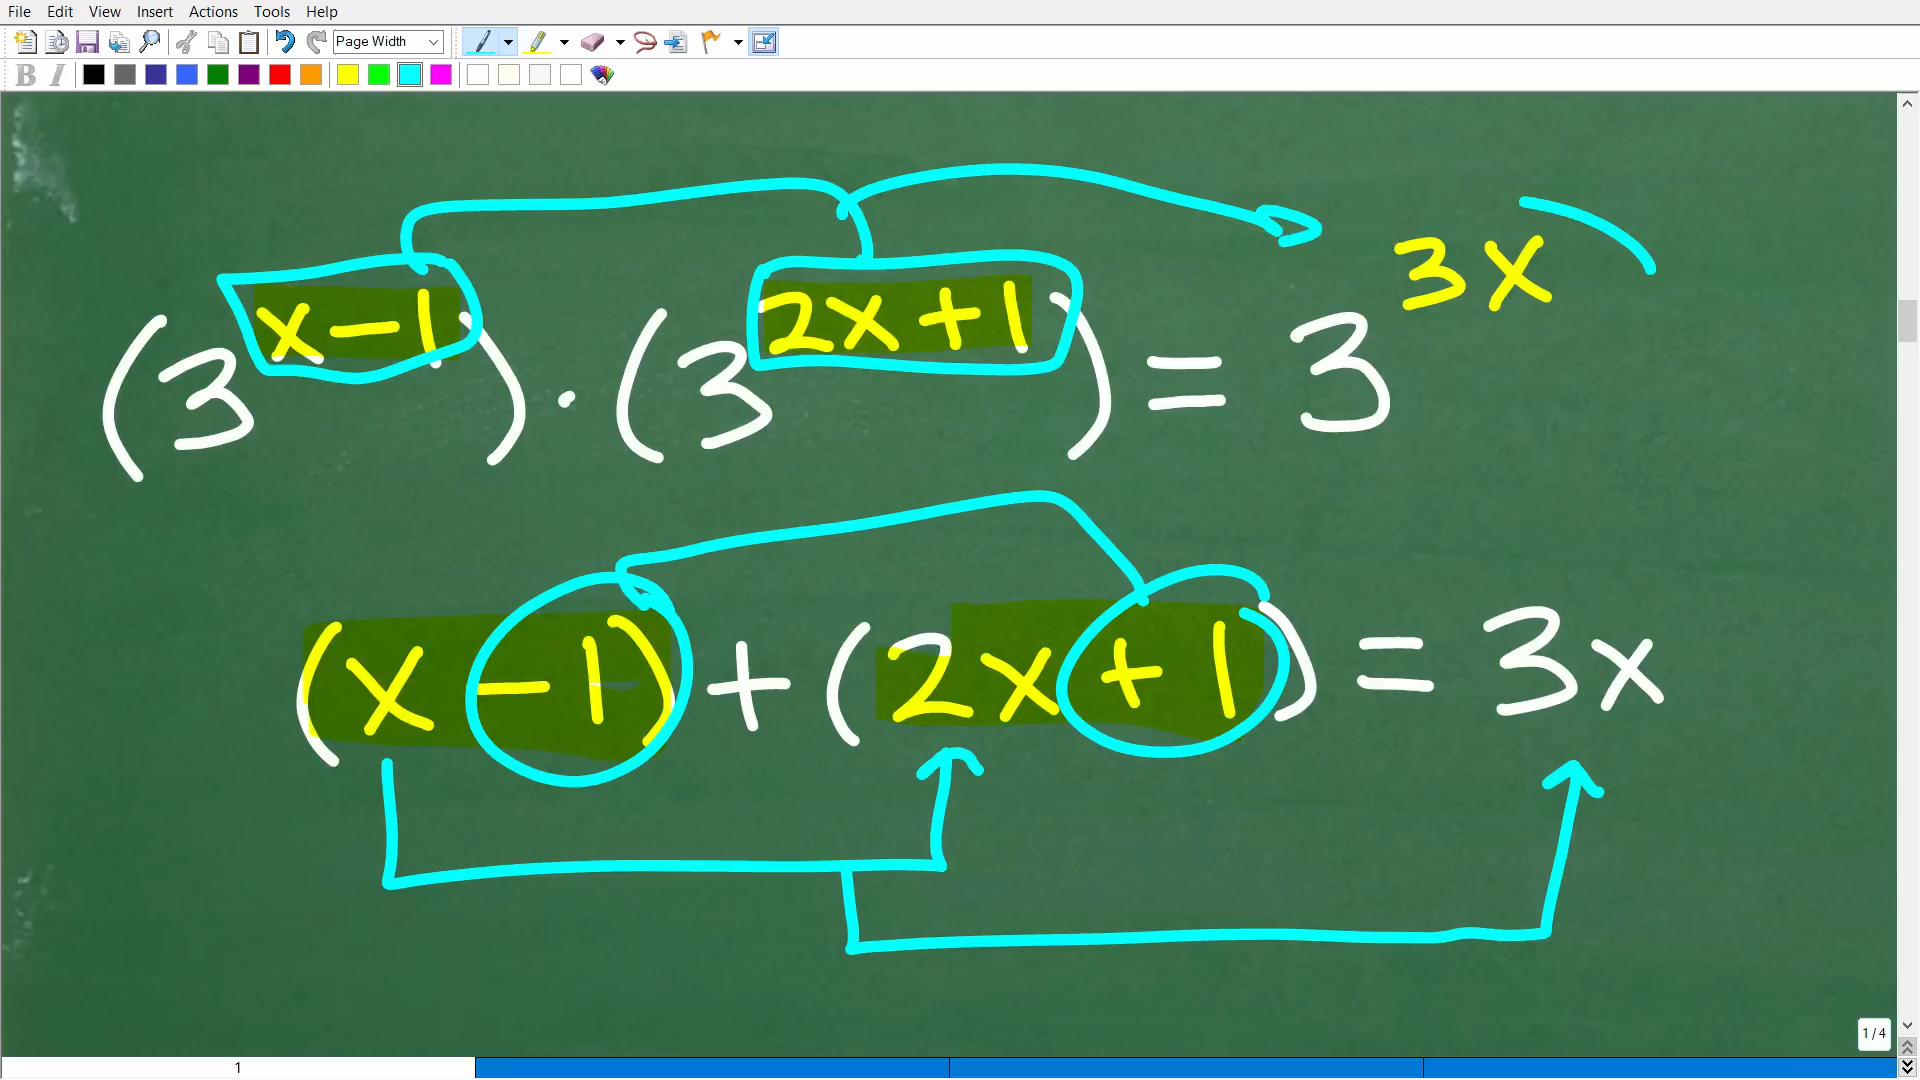 File Edit View Insert Actions Tools Help
Page Width
B I
(3^(x-1)) · (3^(2x+1)) = 3^(3x)
(x - 1) + (2x + 1) = 3x
1 / 4
1